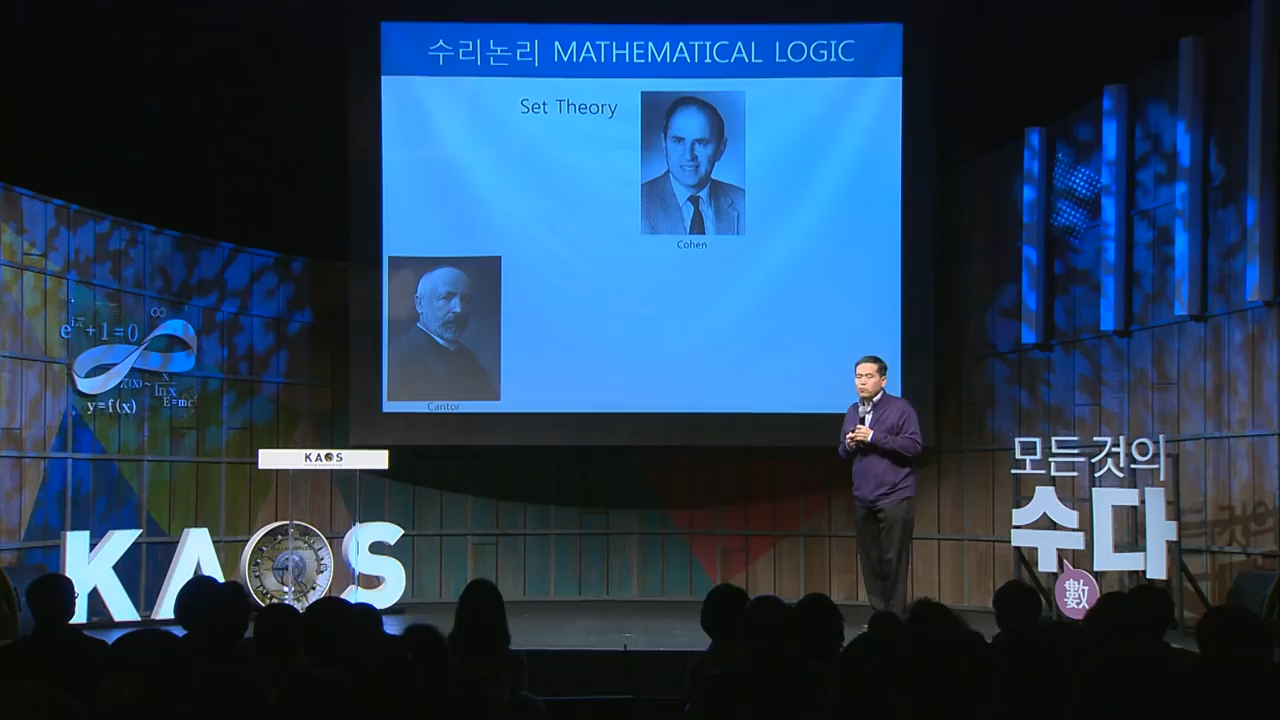 수리논리 MATHEMATICAL LOGIC
Set Theory
Cohen
Cantor
∞
e^{iπ}+1=0
π(x)~x/ln x
E=mc²
y=f(x)
KAOS
KAOS
모든것의
수다
數